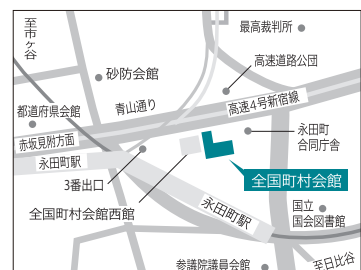 至市ヶ谷
最高裁判所
高速道路公団
砂防会館
青山通り
高速4号新宿線
都道府県会館
赤坂見附方面
永田町
合同庁舎
永田町駅
3番出口
全国町村会館
全国町村会館西館
永田町駅
国立
国会図書館
参議院議員会館
至日比谷